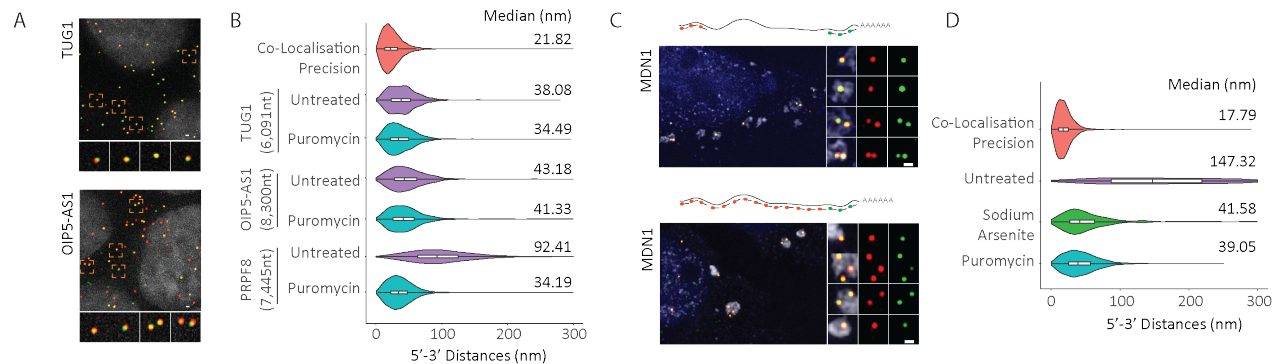 A
TUG1
OIP5-AS1
B
Median (nm)
Co-Localisation
Precision
21.82
TUG1
(6,091nt)
Untreated
38.08
Puromycin
34.49
OIP5-AS1
(8,300nt)
Untreated
43.18
Puromycin
41.33
PRPF8
(7,445nt)
Untreated
92.41
Puromycin
34.19
0
100
200
300
5’-3’ Distances (nm)
C
AAAAAA
MDN1
AAAAAA
MDN1
D
Median (nm)
Co-Localisation
Precision
17.79
Untreated
147.32
Sodium
Arsenite
41.58
Puromycin
39.05
0
100
200
300
5’-3’ Distances (nm)